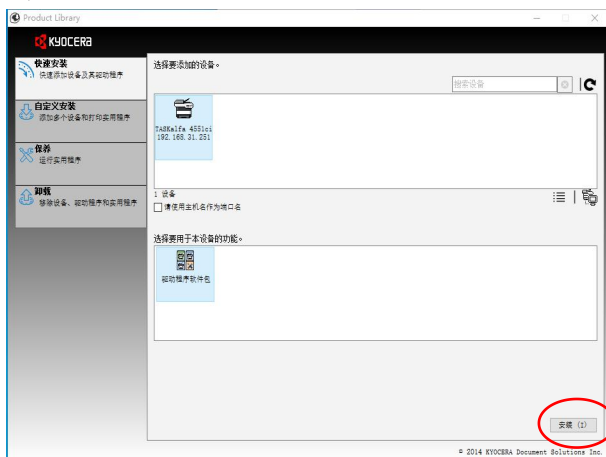 Product Library
KYOCERA
快速安装
快速添加设备及其驱动程序
自定义安装
添加多个设备和打印实用程序
保养
运行实用程序
卸载
移除设备、驱动程序和实用程序
选择要添加的设备。
搜索设备
TASKalfa 4551ci
192.168.31.251
1 设备
请使用主机名作为端口名
选择要用于本设备的功能。
驱动程序软件包
安装 (I)
© 2014 KYOCERA Document Solutions Inc.